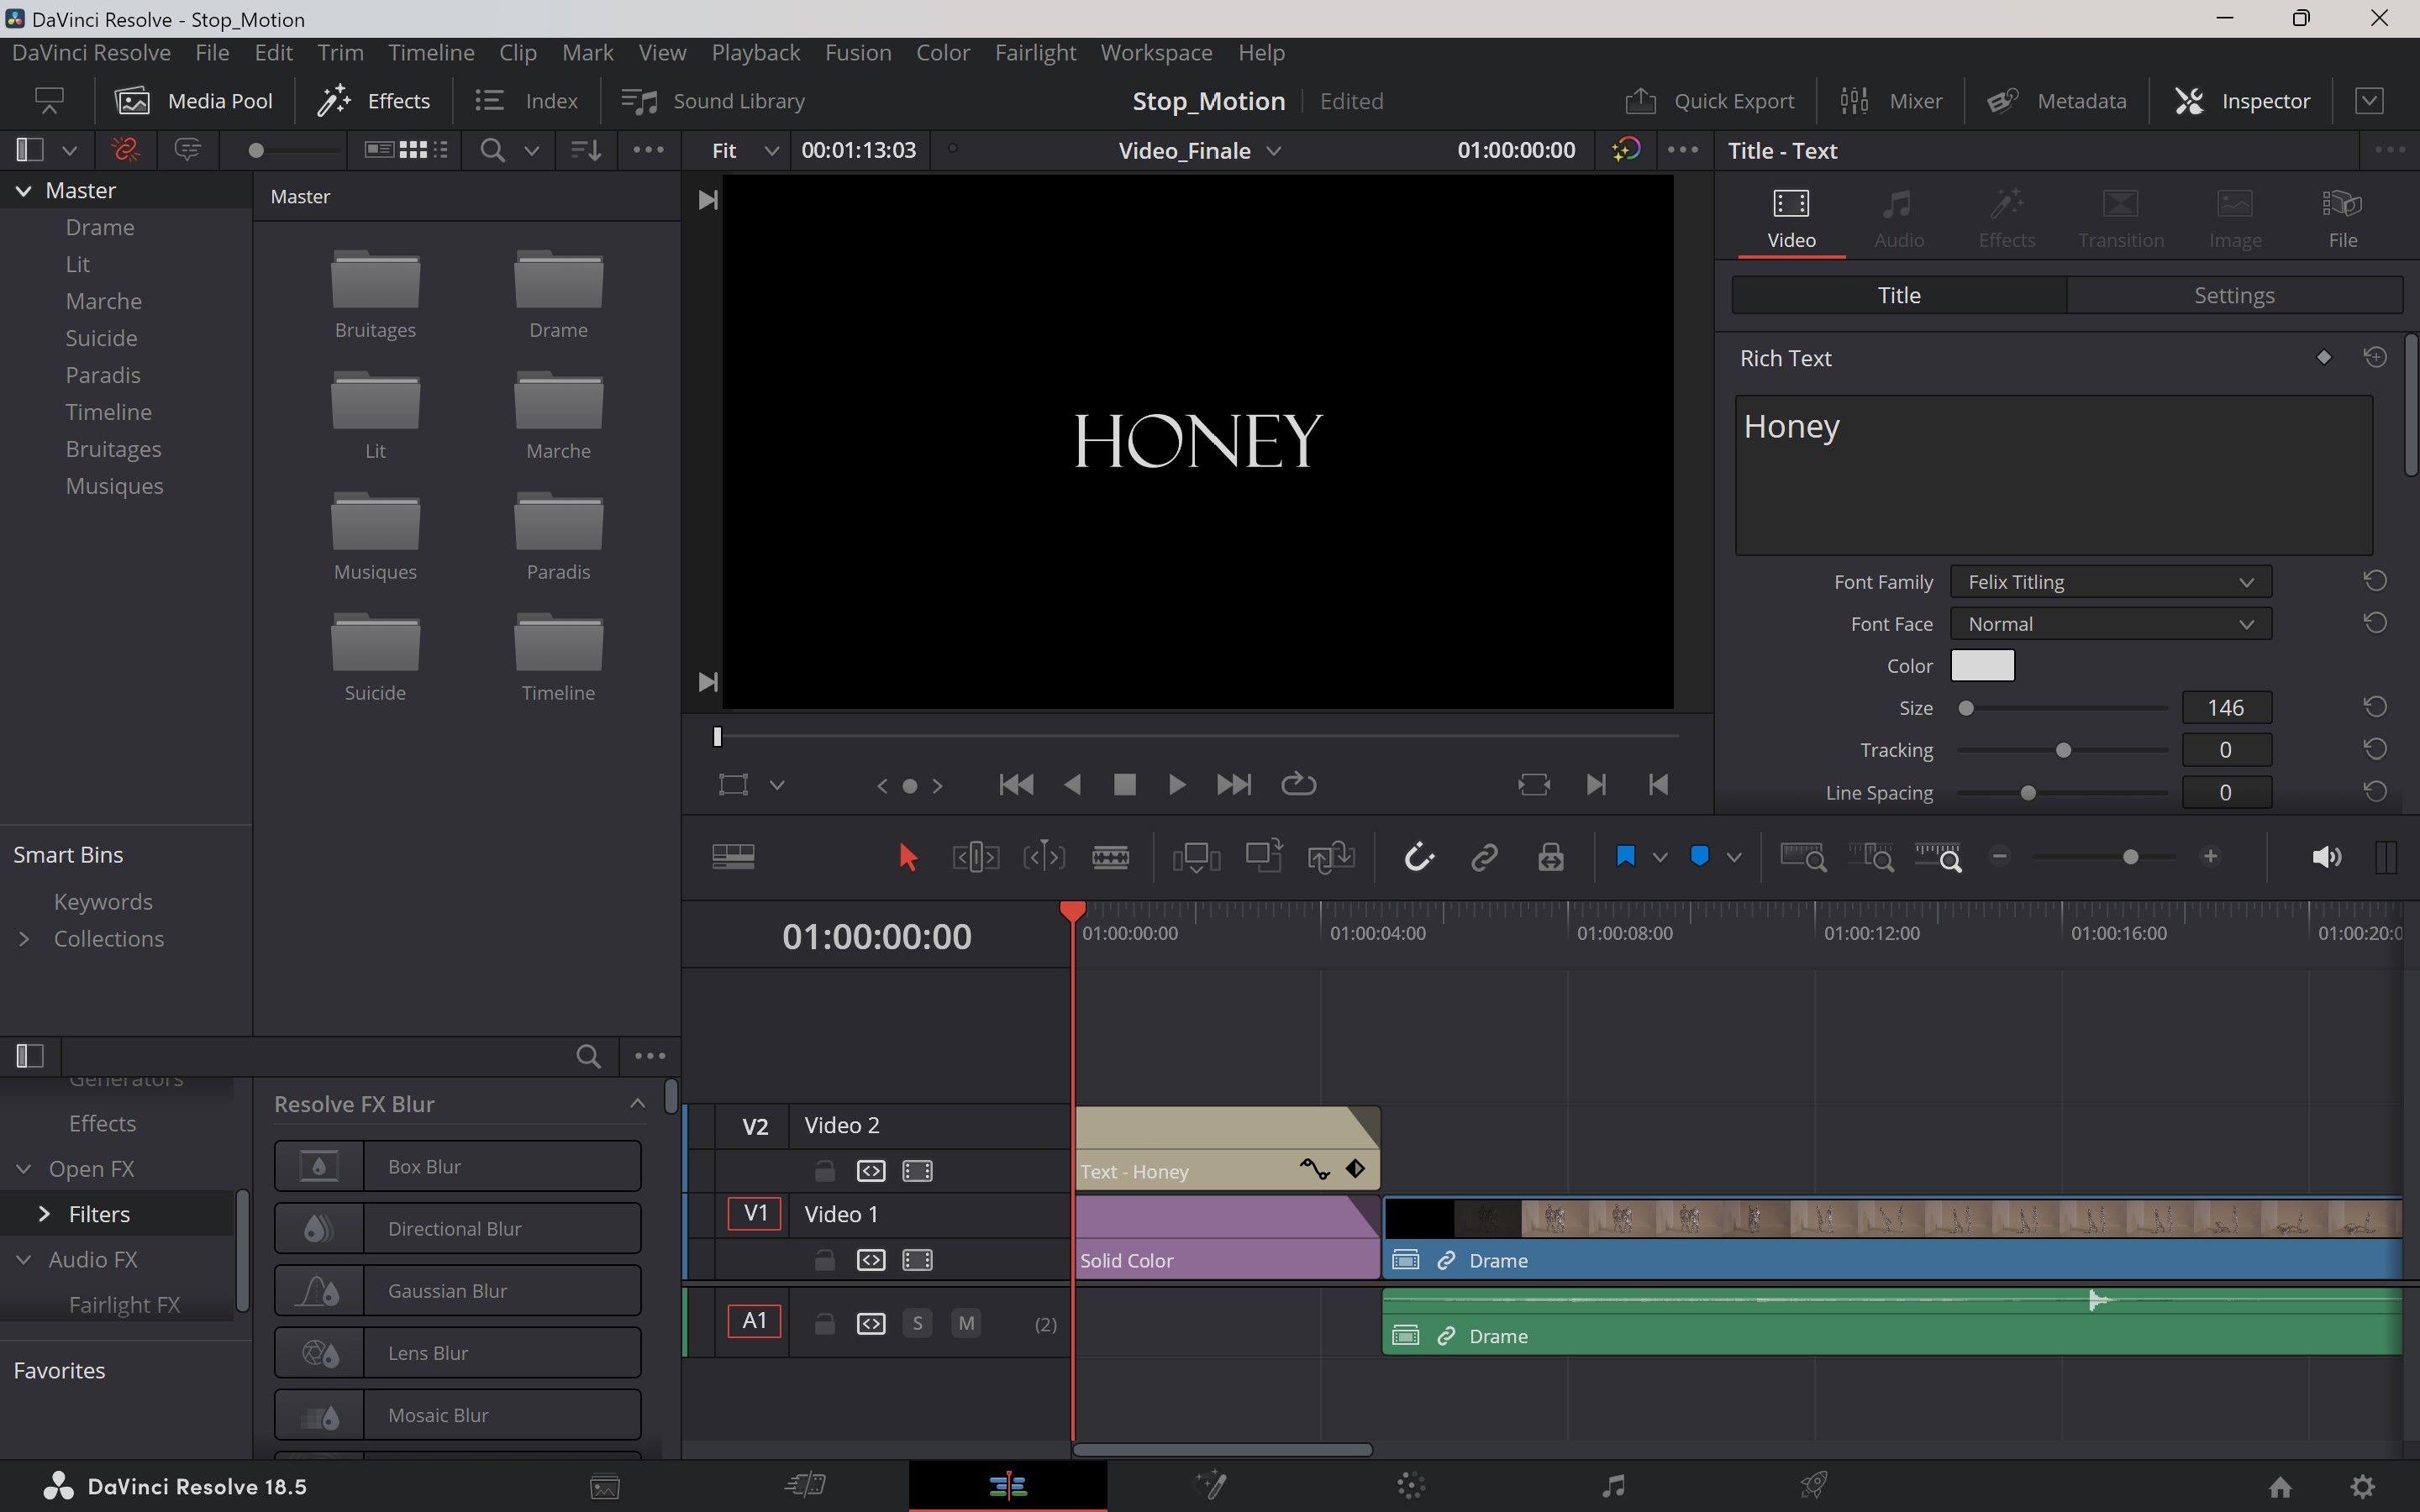 DaVinci Resolve - Stop_Motion
DaVinci Resolve File Edit Trim Timeline Clip Mark View Playback Fusion Color Fairlight Workspace Help
Media Pool Effects Index Sound Library Stop_Motion Edited Quick Export Mixer Metadata Inspector
Fit 00:01:13:03 Video_Finale 01:00:00:00 Title - Text
Master
Drame
Lit
Marche
Suicide
Paradis
Timeline
Bruitages
Musiques
Master
Bruitages Drame
Lit Marche
Musiques Paradis
Suicide Timeline
HONEY
Video Audio Effects Transition Image File
Title Settings
Rich Text
Honey
Font Family Felix Titling
Font Face Normal
Color
Size 146
Tracking 0
Line Spacing 0
Smart Bins
Keywords
Collections
Generators
Effects
Open FX
Filters
Audio FX
Fairlight FX
Favorites
Resolve FX Blur
Box Blur
Directional Blur
Gaussian Blur
Lens Blur
Mosaic Blur
01:00:00:00
01:00:00:00 01:00:04:00 01:00:08:00 01:00:12:00 01:00:16:00 01:00:20:0
V2 Video 2
Text - Honey
V1 Video 1
Solid Color Drame
A1 S M (2)
Drame
DaVinci Resolve 18.5